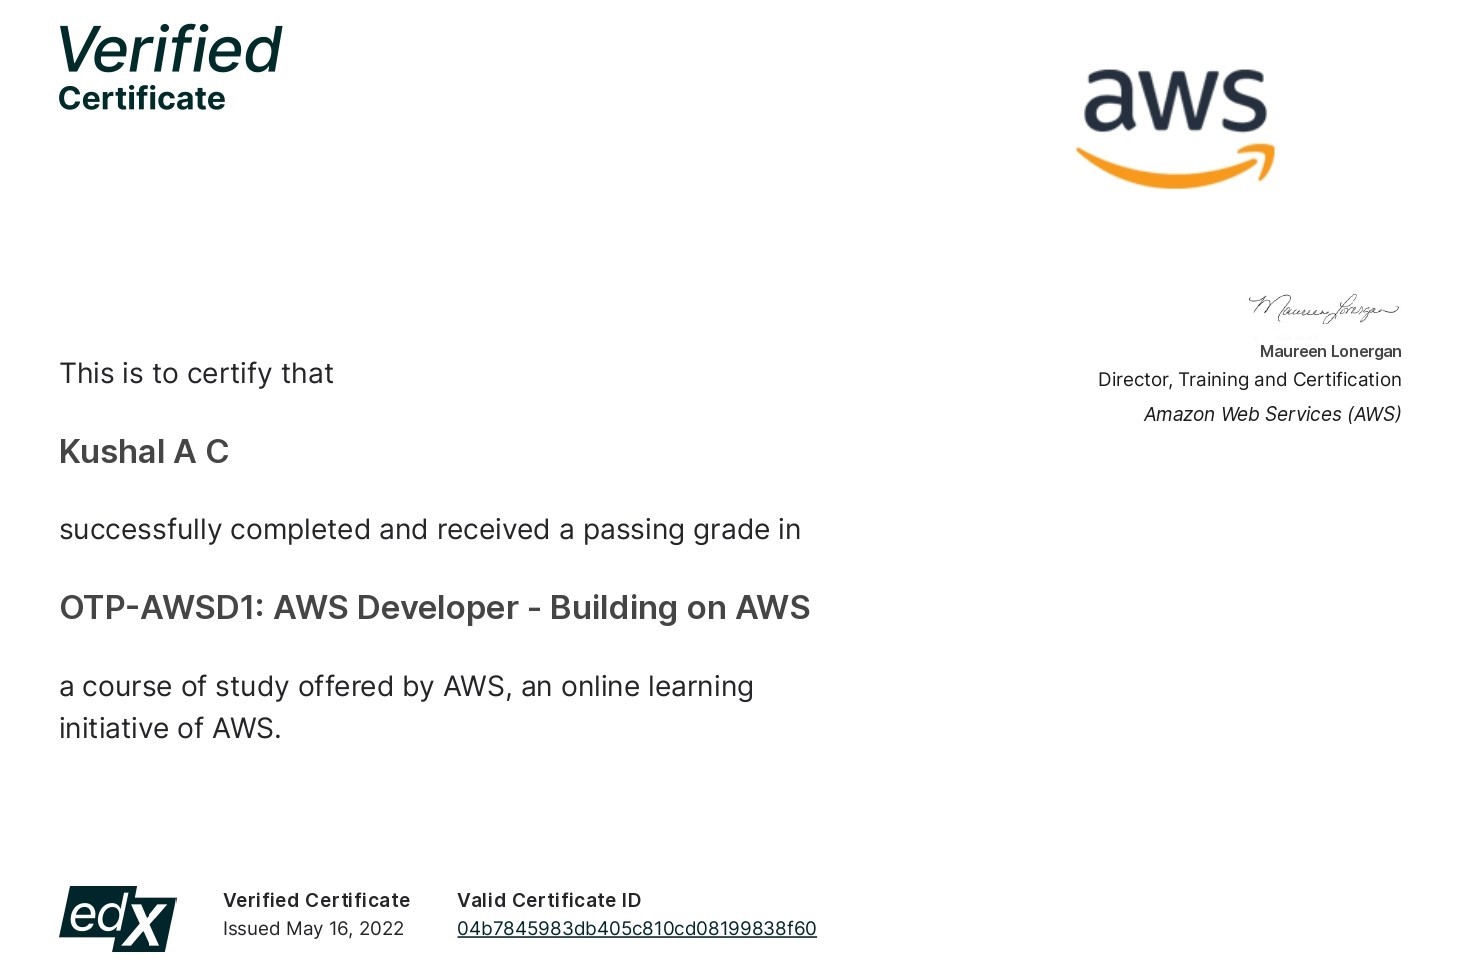 Verified
Certificate
aws
Maureen Lonergan
Maureen Lonergan
Director, Training and Certification
Amazon Web Services (AWS)
This is to certify that
Kushal A C
successfully completed and received a passing grade in
OTP-AWSD1: AWS Developer - Building on AWS
a course of study offered by AWS, an online learning
initiative of AWS.
edX
Verified Certificate
Issued May 16, 2022
Valid Certificate ID
04b7845983db405c810cd08199838f60